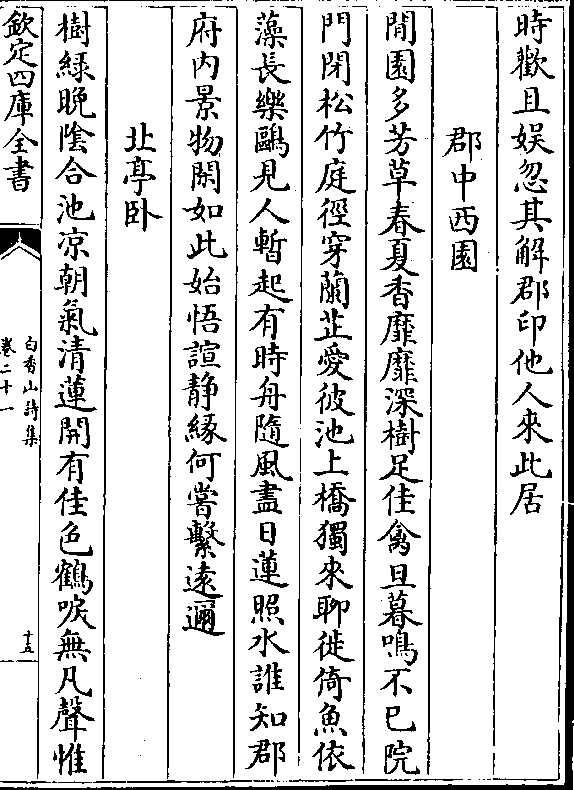 時歡且娱忽其解郡印他人來此居
郡中西園
閒園多芳草春夏香靡靡深樹足佳禽旦暮鳴不已院
門閉松竹庭徑穿蘭芷愛彼池上橋獨來聊徙倚魚依
藻長樂鷗見人暫起有時舟隨風盡日蓮照水誰知郡
府内景物閑如此始悟諠静緣何嘗繫逺邇
北亭卧
樹緑晚隂合池凉朝氣清蓮開有佳色鶴唳無凡聲惟
欽定四庫全書
白香山詩集
卷二十一
十五